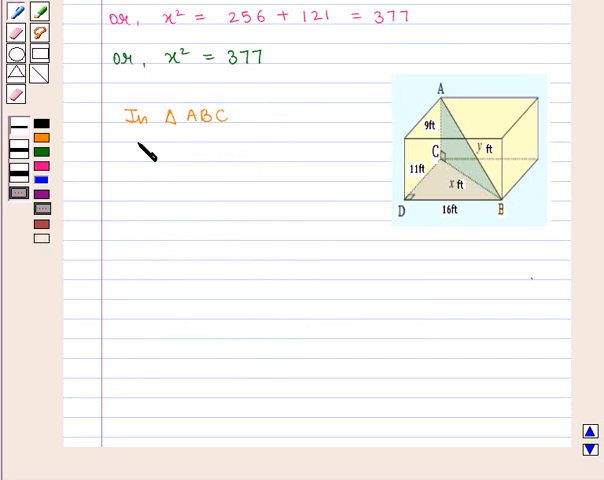 or, x² = 256 + 121 = 377
or, x² = 377
In Δ ABC
A
9ft
C
y ft
11ft
x ft
D
16ft
B